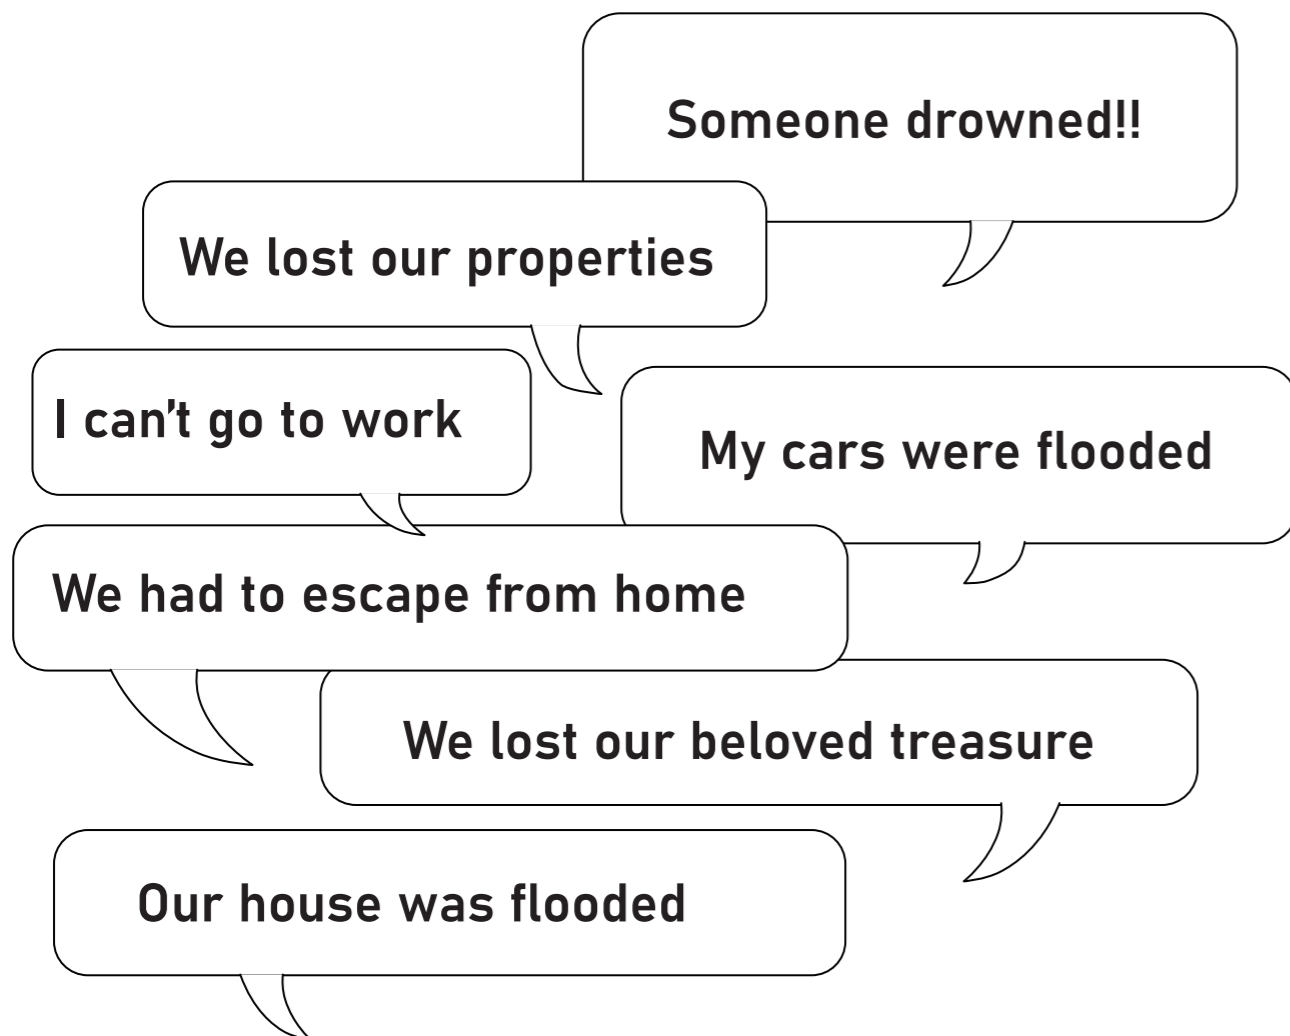 Someone drowned!!
We lost our properties
I can't go to work
My cars were flooded
We had to escape from home
We lost our beloved treasure
Our house was flooded